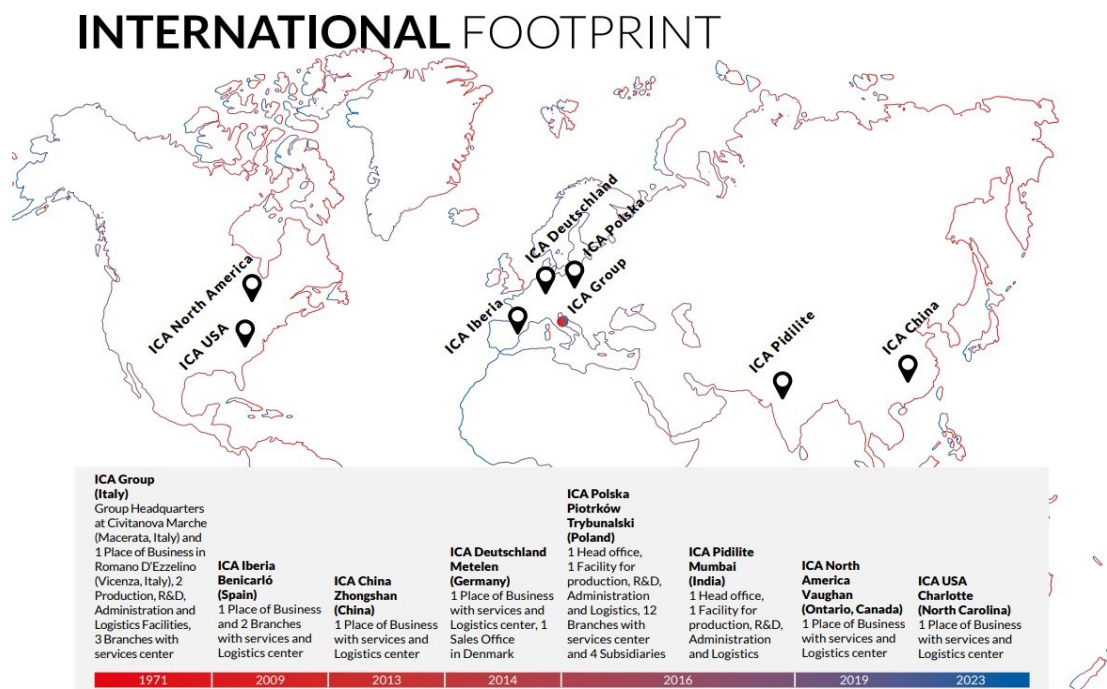 INTERNATIONAL FOOTPRINT
ICA North America
ICA USA
ICA Iberia
ICA Deutschland
ICA Polska
ICA Group
ICA Pidillite
ICA China
ICA Group
(Italy)
Group Headquarters
at Civitanova Marche
(Macerata, Italy) and
1 Place of Business in
Romano D'Ezzelino
(Vicenza, Italy), 2
Production, R&D,
Administration and
Logistics Facilities,
3 Branches with
services center
ICA Iberia
Benicarló
(Spain)
1 Place of Business
and 2 Branches
with services and
Logistics center
ICA China
Zhongshan
(China)
1 Place of Business
with services and
Logistics center
ICA Deutschland
Metelen
(Germany)
1 Place of Business
with services and
Logistics center, 1
Sales Office
in Denmark
ICA Polska
Piotrków
Trybunalski
(Poland)
1 Head office,
1 Facility for
production, R&D,
Administration
and Logistics, 12
Branches with
services center
and 4 Subsidiaries
ICA Pidilite
Mumbai
(India)
1 Head office,
1 Facility for
production, R&D,
Administration
and Logistics
ICA North
America
Vaughan
(Ontario, Canada)
1 Place of Business
with services and
Logistics center
ICA USA
Charlotte
(North Carolina)
1 Place of Business
with services and
Logistics center
1971
2009
2013
2014
2016
2019
2023